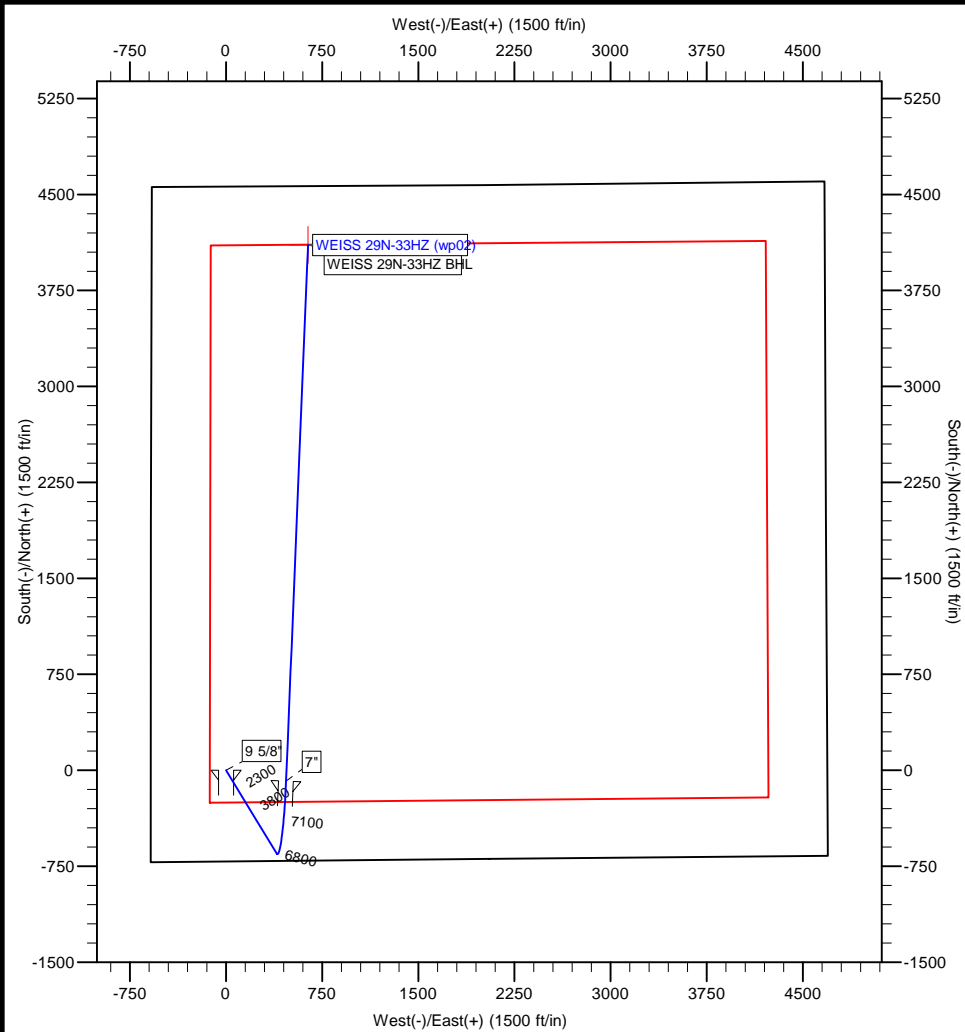 West(-)/East(+) (1500 ft/in)
-750 0 750 1500 2250 3000 3750 4500
5250 5250
4500 4500
WEISS 29N-33HZ (wp02)
WEISS 29N-33HZ BHL
3750 3750
3000 3000
South(-)/North(+) (1500 ft/in)
South(-)/North(+) (1500 ft/in)
2250 2250
1500 1500
750 750
9 5/8"
7"
0 0
2300
3800
7100
6800
-750 -750
-1500 -1500
-750 0 750 1500 2250 3000 3750 4500
West(-)/East(+) (1500 ft/in)